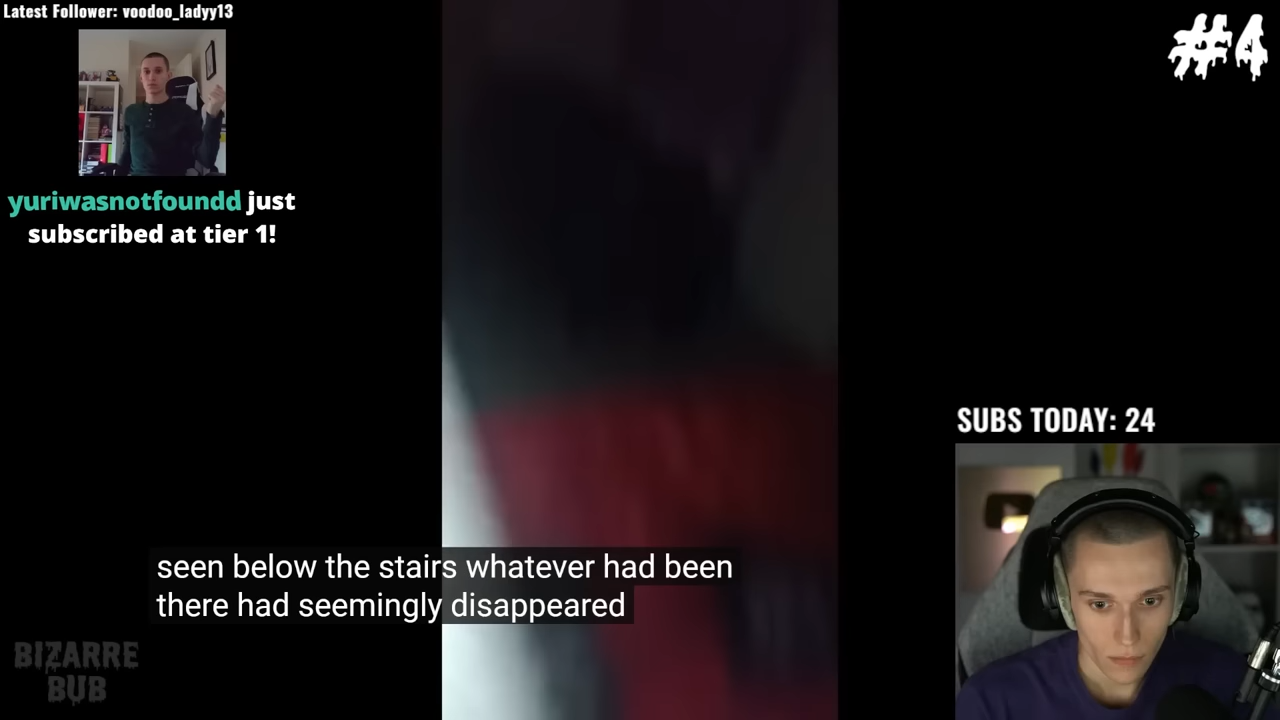 Latest Follower: voodoo_ladyy13
#4
yuriwasnotfoundd just
subscribed at tier 1!
SUBS TODAY: 24
seen below the stairs whatever had been
there had seemingly disappeared
BIZARRE
BUB